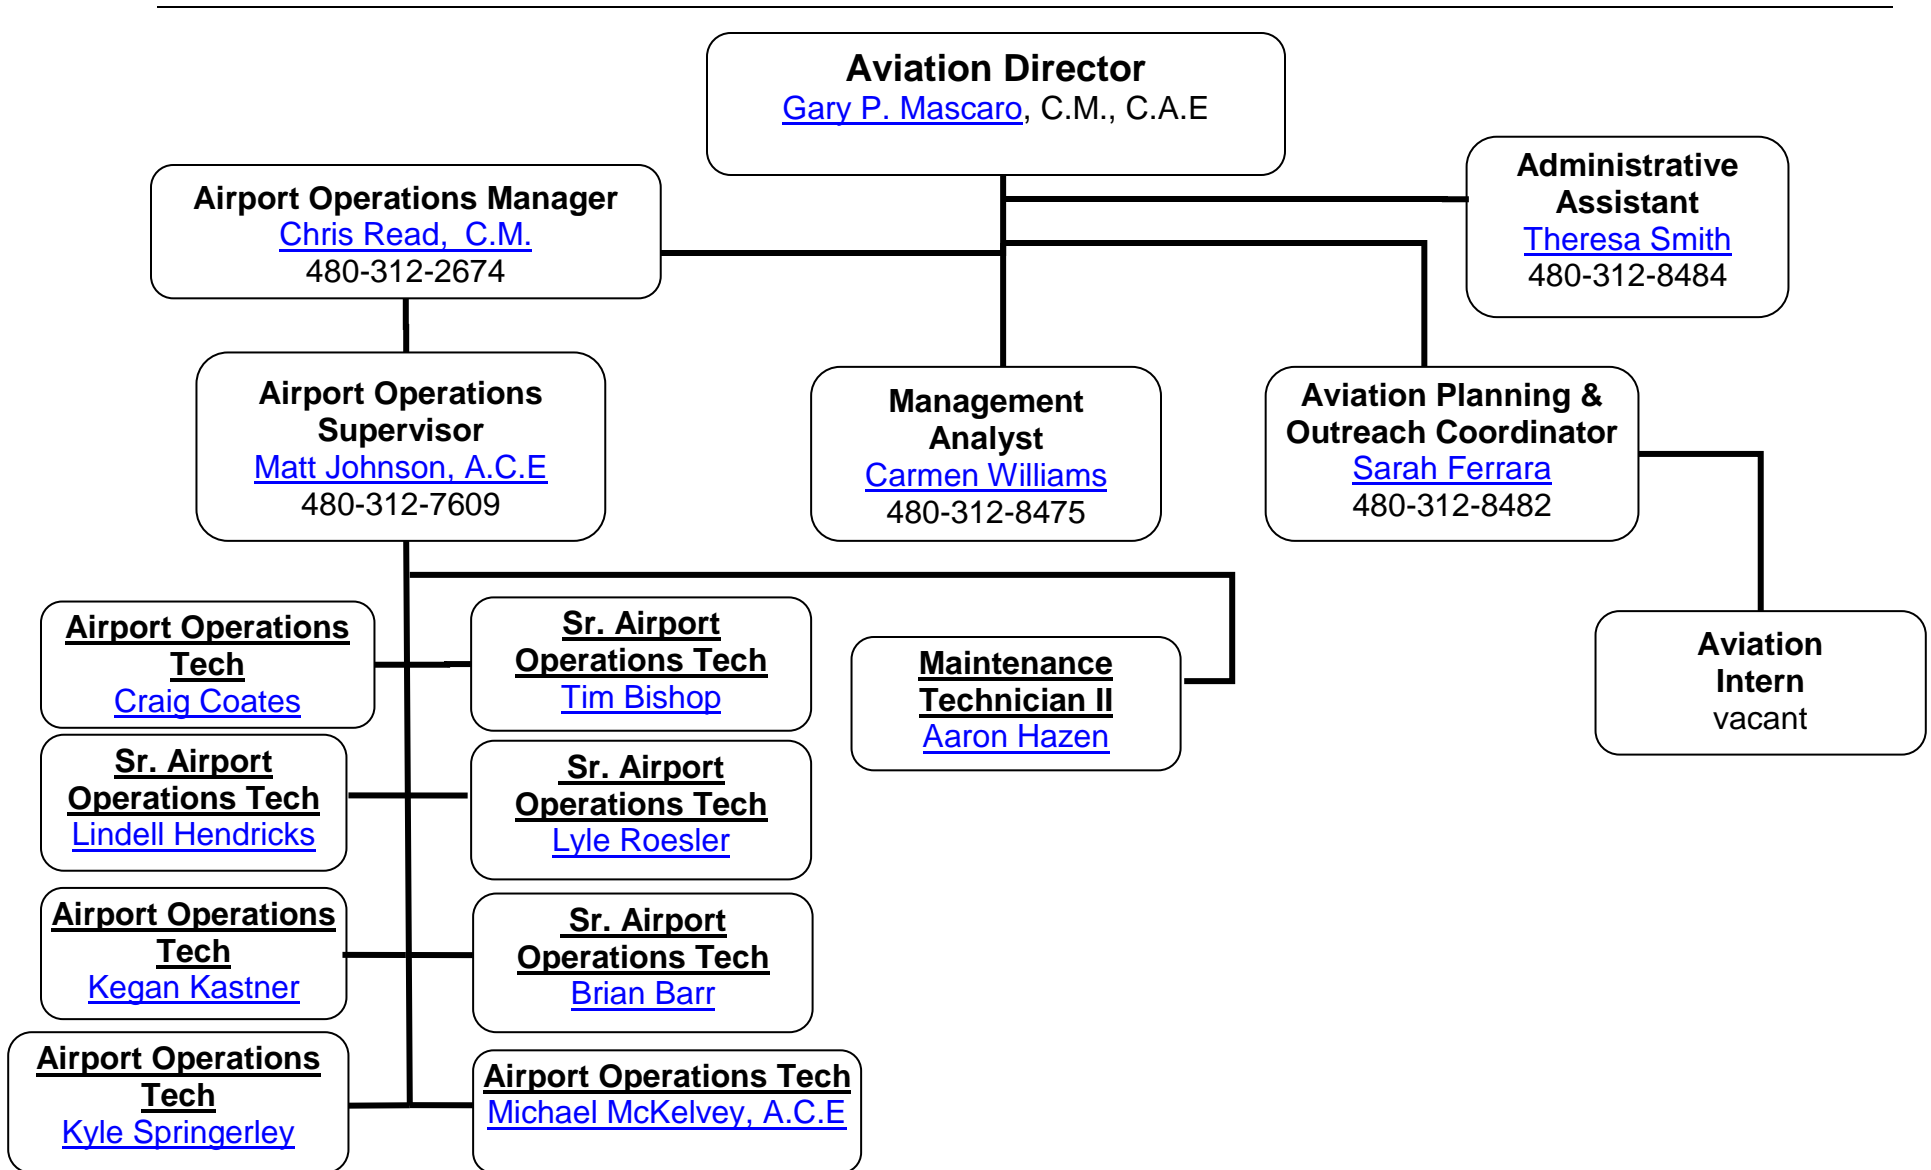 Aviation Director
Gary P. Mascaro, C.M., C.A.E
Administrative
Assistant
Theresa Smith
480-312-8484
Airport Operations Manager
Chris Read,  C.M.
480-312-2674
Airport Operations
Supervisor
Matt Johnson, A.C.E
480-312-7609
Management
Analyst
Carmen Williams
480-312-8475
Aviation Planning &
Outreach Coordinator
Sarah Ferrara
480-312-8482
Airport Operations
Tech
Craig Coates
Sr. Airport
Operations Tech
Tim Bishop
Maintenance
Technician II
Aaron Hazen
Aviation
Intern
vacant
Sr. Airport
Operations Tech
Lindell Hendricks
Sr. Airport
Operations Tech
Lyle Roesler
Airport Operations
Tech
Kegan Kastner
Sr. Airport
Operations Tech
Brian Barr
Airport Operations
Tech
Kyle Springerley
Airport Operations Tech
Michael McKelvey, A.C.E